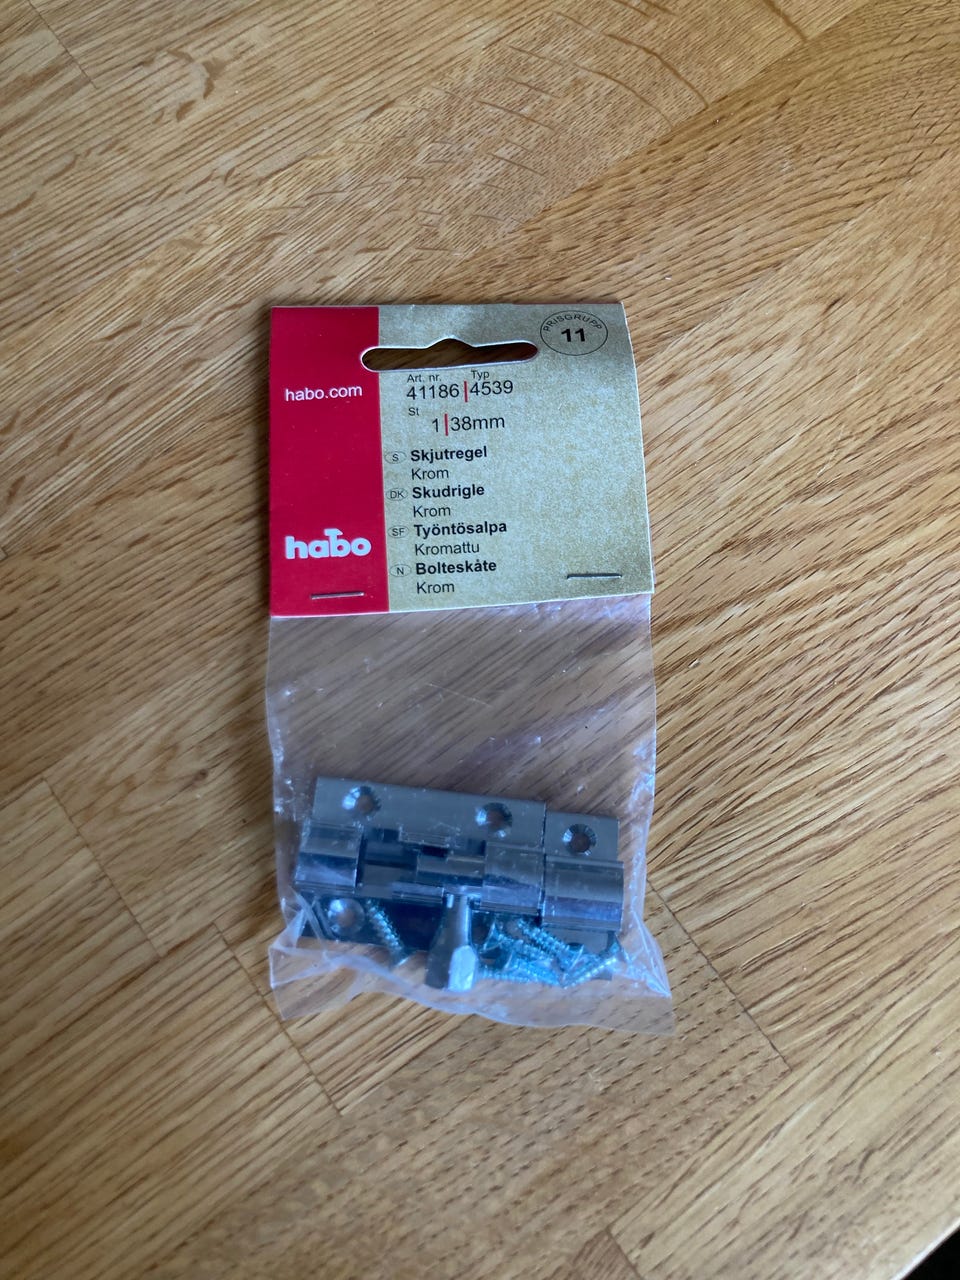 PRISGRUPP
11
habo.com
Art. nr. Typ
41186|4539
St
1|38mm
S Skjutregel
Krom
DK Skudrigle
Krom
SF Työntösalpa
Kromattu
N Bolteskåte
Krom
habo